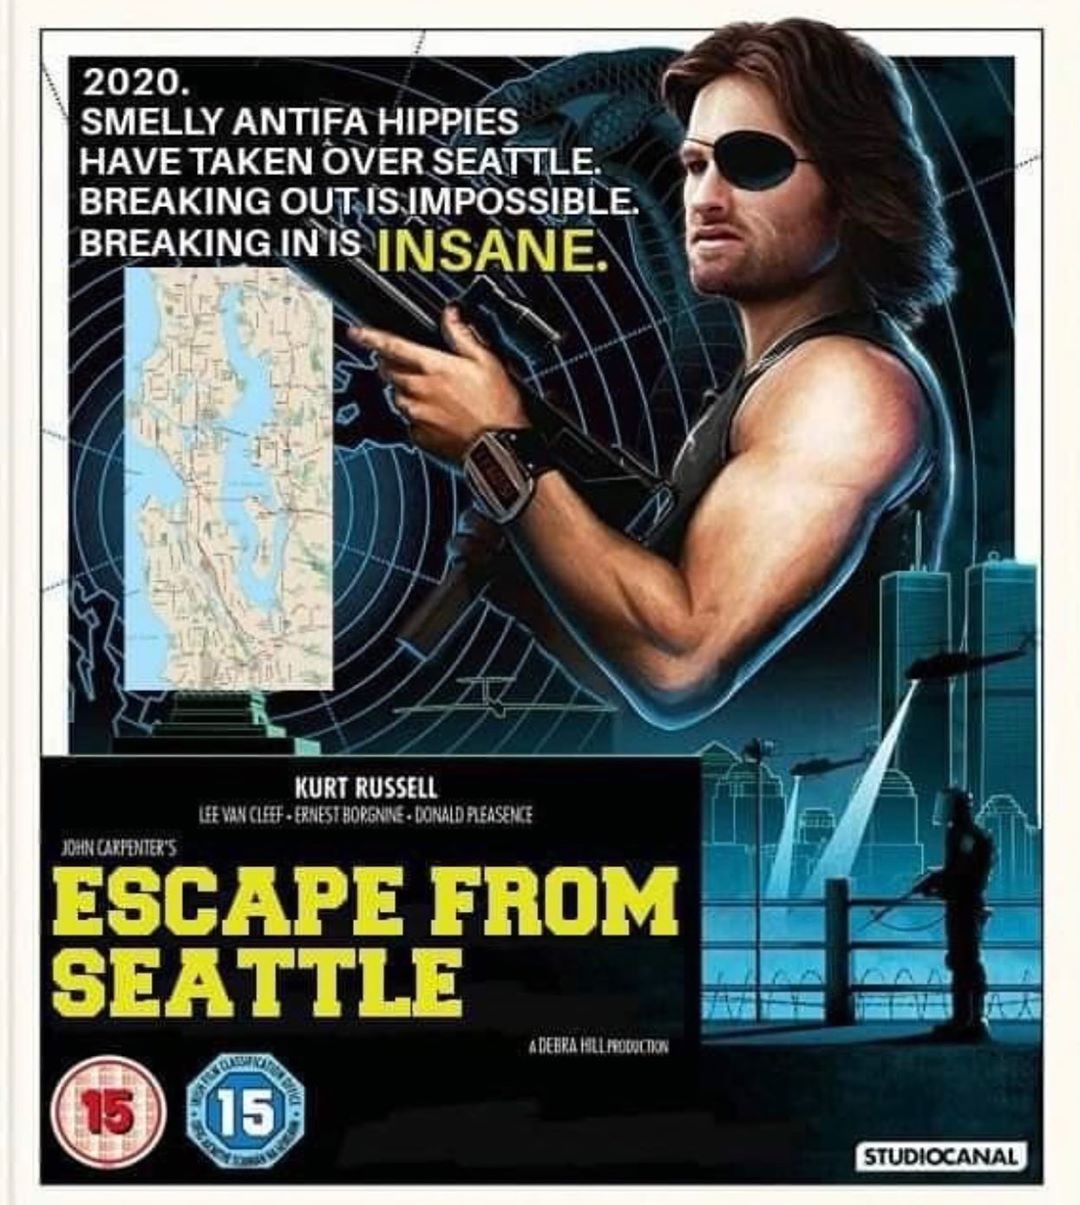 2020.
SMELLY ANTIFA HIPPIES
HAVE TAKEN OVER SEATTLE.
BREAKING OUT IS IMPOSSIBLE.
BREAKING IN IS INSANE.
KURT RUSSELL
LEE VAN CLEEF • ERNEST BORGNINE • DONALD PLEASENCE
JOHN CARPENTER'S
ESCAPE FROM
SEATTLE
A DEBRA HILL PRODUCTION
15
15
STUDIOCANAL